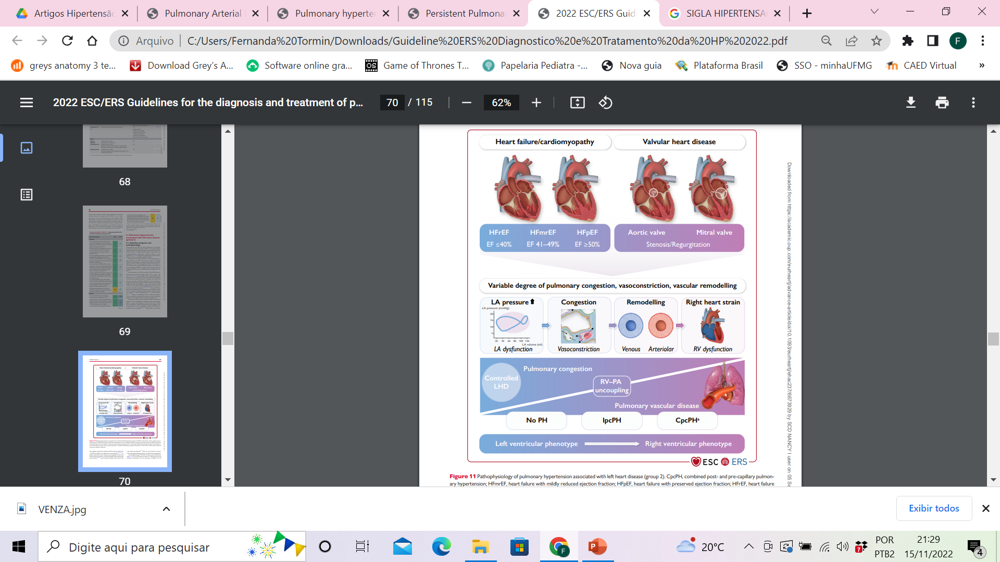 Artigos Hipertensão
Pulmonary Arterial
Pulmonary hyperten
Persistent Pulmona
2022 ESC/ERS Guid
SIGLA HIPERTENSA
Arquivo
C:/Users/Fernanda%20Tormin/Downloads/Guideline%20ERS%20Diagnostico%20e%20Tratamento%20da%20HP%202022.pdf
F
greys anatomy 3 te...
Download Grey's A...
Software online gra...
Game of Thrones T...
Papelaria Pediatra -...
Nova guia
Plataforma Brasil
SSO - minhaUFMG
CAED Virtual
»
2022 ESC/ERS Guidelines for the diagnosis and treatment of p...
70 / 115
62%
68
69
70
Heart failure/cardiomyopathy
Valvular heart disease
HFrEF HFmrEF HFpEF
EF ≤40% EF 41–49% EF ≥50%
Aortic valve Mitral valve
Stenosis/Regurgitation
Variable degree of pulmonary congestion, vasoconstriction, vascular remodelling
LA pressure
LA pressure (mmHg)
20 40 60 80 100 120
LA volume (ml)
LA dysfunction
Congestion
Vasoconstriction
Remodelling
Venous Arteriolar
Right heart strain
RV dysfunction
Controlled
LHD
Pulmonary congestion
RV–PA
uncoupling
Pulmonary vascular disease
No PH
IpcPH
CpcPHa
Left ventricular phenotype
Right ventricular phenotype
ESC ERS
Figure 11 Pathophysiology of pulmonary hypertension associated with left heart disease (group 2). CpcPH, combined post- and pre-capillary pulmon-
ary hypertension; HFmrEF, heart failure with mildly reduced ejection fraction; HFpEF, heart failure with preserved ejection fraction; HFrEF, heart failure
Downloaded from https://academic.oup.com/eurheartj/advance-article/doi/10.1093/eurheartj/ehac237/6673929 by SCD NANCY I user on 05 Se
VENZA.jpg
Exibir todos
Digite aqui para pesquisar
20°C
7
POR
PTB2
21:29
15/11/2022
4